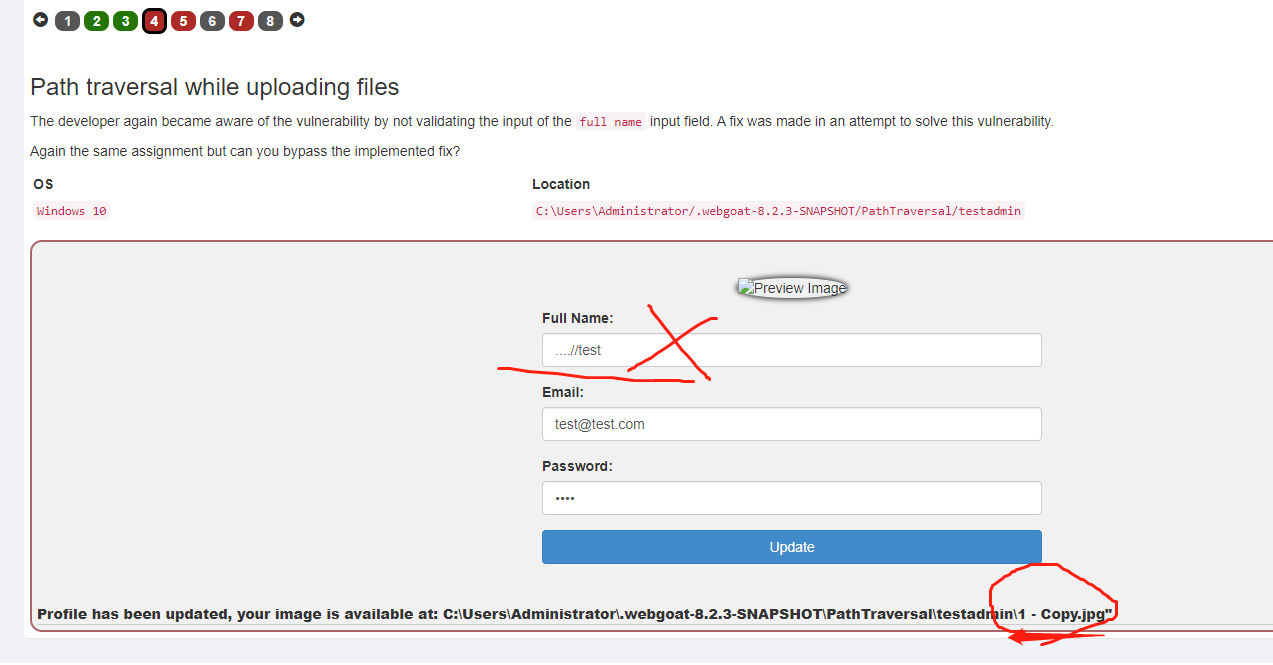 1 2 3 4 5 6 7 8
Path traversal while uploading files
The developer again became aware of the vulnerability by not validating the input of the full name input field. A fix was made in an attempt to solve this vulnerability.
Again the same assignment but can you bypass the implemented fix?
OS Location
Windows 10 C:\Users\Administrator/.webgoat-8.2.3-SNAPSHOT/PathTraversal/testadmin
Preview Image
Full Name:
....//test
Email:
test@test.com
Password:
••••
Update
Profile has been updated, your image is available at: C:\Users\Administrator\.webgoat-8.2.3-SNAPSHOT\PathTraversal\testadmin\1 - Copy.jpg"